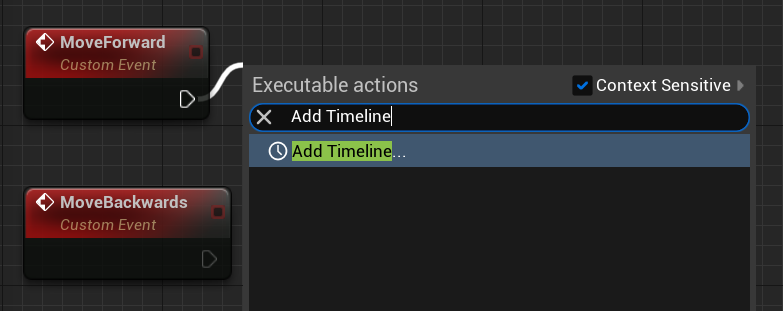 MoveForward
Custom Event
Executable actions
Context Sensitive
Add Timeline
Add Timeline...
MoveBackwards
Custom Event